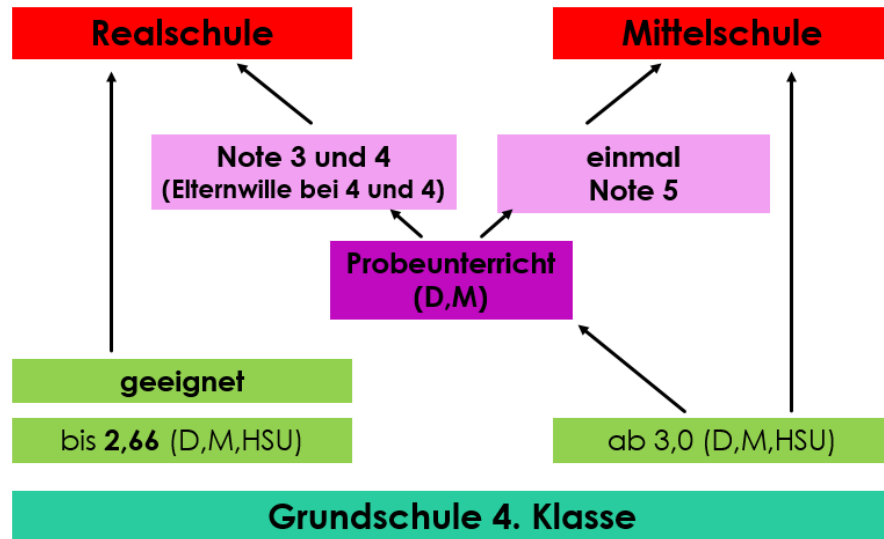 Realschule
Mittelschule
Note 3 und 4
(Elternwille bei 4 und 4)
einmal
Note 5
Probeunterricht
(D,M)
geeignet
bis 2,66 (D,M,HSU)
ab 3,0 (D,M,HSU)
Grundschule 4. Klasse